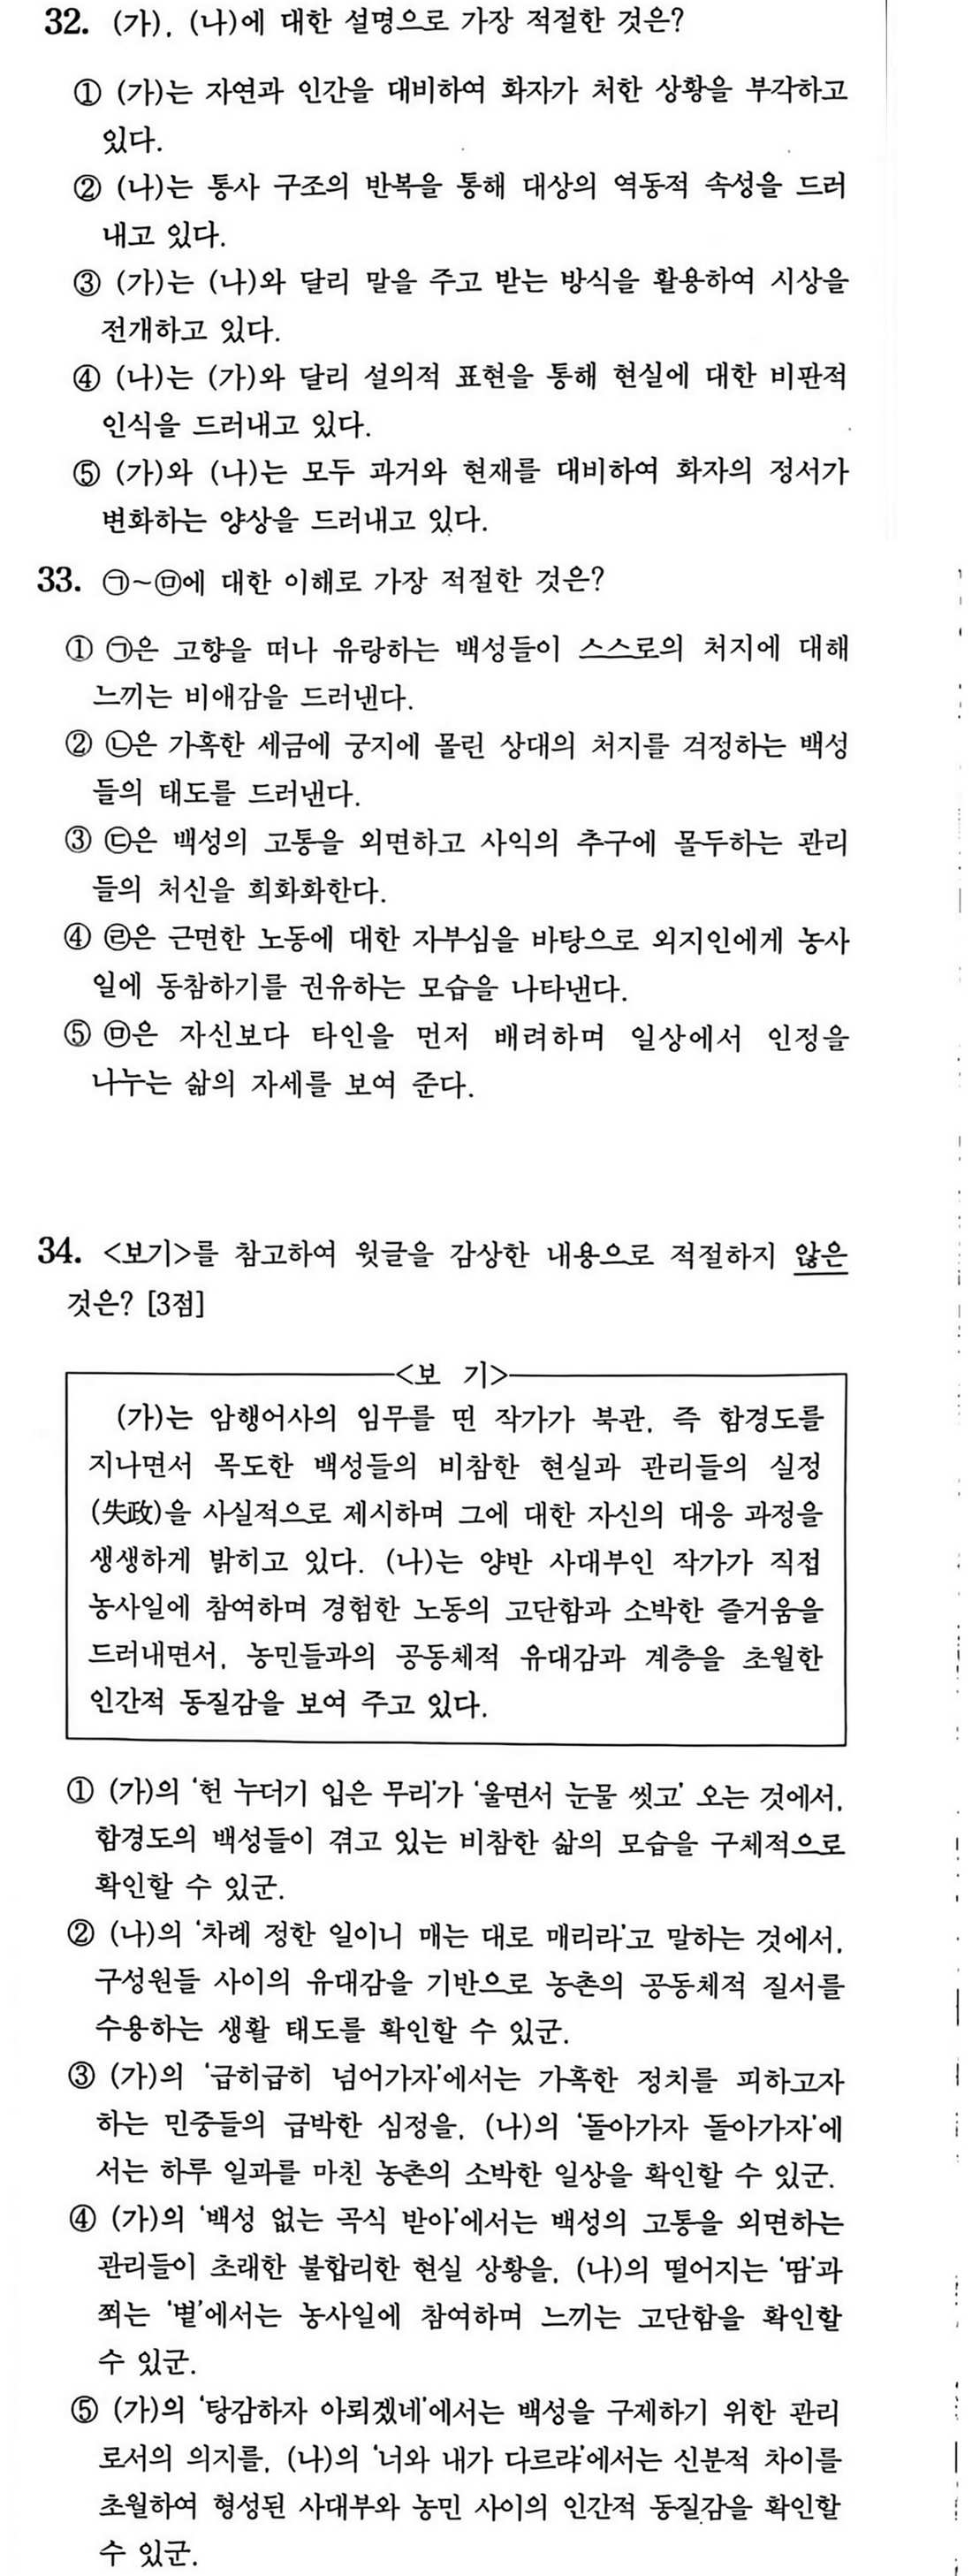 32. (가), (나)에 대한 설명으로 가장 적절한 것은?
① (가)는 자연과 인간을 대비하여 화자가 처한 상황을 부각하고
있다.
② (나)는 통사 구조의 반복을 통해 대상의 역동적 속성을 드러
내고 있다.
③ (가)는 (나)와 달리 말을 주고 받는 방식을 활용하여 시상을
전개하고 있다.
④ (나)는 (가)와 달리 설의적 표현을 통해 현실에 대한 비판적
인식을 드러내고 있다.
⑤ (가)와 (나)는 모두 과거와 현재를 대비하여 화자의 정서가
변화하는 양상을 드러내고 있다.
33. ㉠~㉤에 대한 이해로 가장 적절한 것은?
① ㉠은 고향을 떠나 유랑하는 백성들이 스스로의 처지에 대해
느끼는 비애감을 드러낸다.
② ㉡은 가혹한 세금에 궁지에 몰린 상대의 처지를 걱정하는 백성
들의 태도를 드러낸다.
③ ㉢은 백성의 고통을 외면하고 사익의 추구에 몰두하는 관리
들의 처신을 희화화한다.
④ ㉣은 근면한 노동에 대한 자부심을 바탕으로 외지인에게 농사
일에 동참하기를 권유하는 모습을 나타낸다.
⑤ ㉤은 자신보다 타인을 먼저 배려하며 일상에서 인정을
나누는 삶의 자세를 보여 준다.
34. <보기>를 참고하여 윗글을 감상한 내용으로 적절하지 않은
것은? [3점]
<보 기>
(가)는 암행어사의 임무를 띤 작가가 북관, 즉 함경도를
지나면서 목도한 백성들의 비참한 현실과 관리들의 실정
(失政)을 사실적으로 제시하며 그에 대한 자신의 대응 과정을
생생하게 밝히고 있다. (나)는 양반 사대부인 작가가 직접
농사일에 참여하며 경험한 노동의 고단함과 소박한 즐거움을
드러내면서, 농민들과의 공동체적 유대감과 계층을 초월한
인간적 동질감을 보여 주고 있다.
① (가)의 '헌 누더기 입은 무리'가 '울면서 눈물 씻고' 오는 것에서,
함경도의 백성들이 겪고 있는 비참한 삶의 모습을 구체적으로
확인할 수 있군.
② (나)의 '차례 정한 일이니 매는 대로 매리라'고 말하는 것에서,
구성원들 사이의 유대감을 기반으로 농촌의 공동체적 질서를
수용하는 생활 태도를 확인할 수 있군.
③ (가)의 '급히급히 넘어가자'에서는 가혹한 정치를 피하고자
하는 민중들의 급박한 심정을, (나)의 '돌아가자 돌아가자'에
서는 하루 일과를 마친 농촌의 소박한 일상을 확인할 수 있군.
④ (가)의 '백성 없는 곡식 받아'에서는 백성의 고통을 외면하는
관리들이 초래한 불합리한 현실 상황을, (나)의 떨어지는 '땀'과
쬐는 '볕'에서는 농사일에 참여하며 느끼는 고단함을 확인할
수 있군.
⑤ (가)의 '탕감하자 아뢰겠네'에서는 백성을 구제하기 위한 관리
로서의 의지를, (나)의 '너와 내가 다르랴'에서는 신분적 차이를
초월하여 형성된 사대부와 농민 사이의 인간적 동질감을 확인할
수 있군.